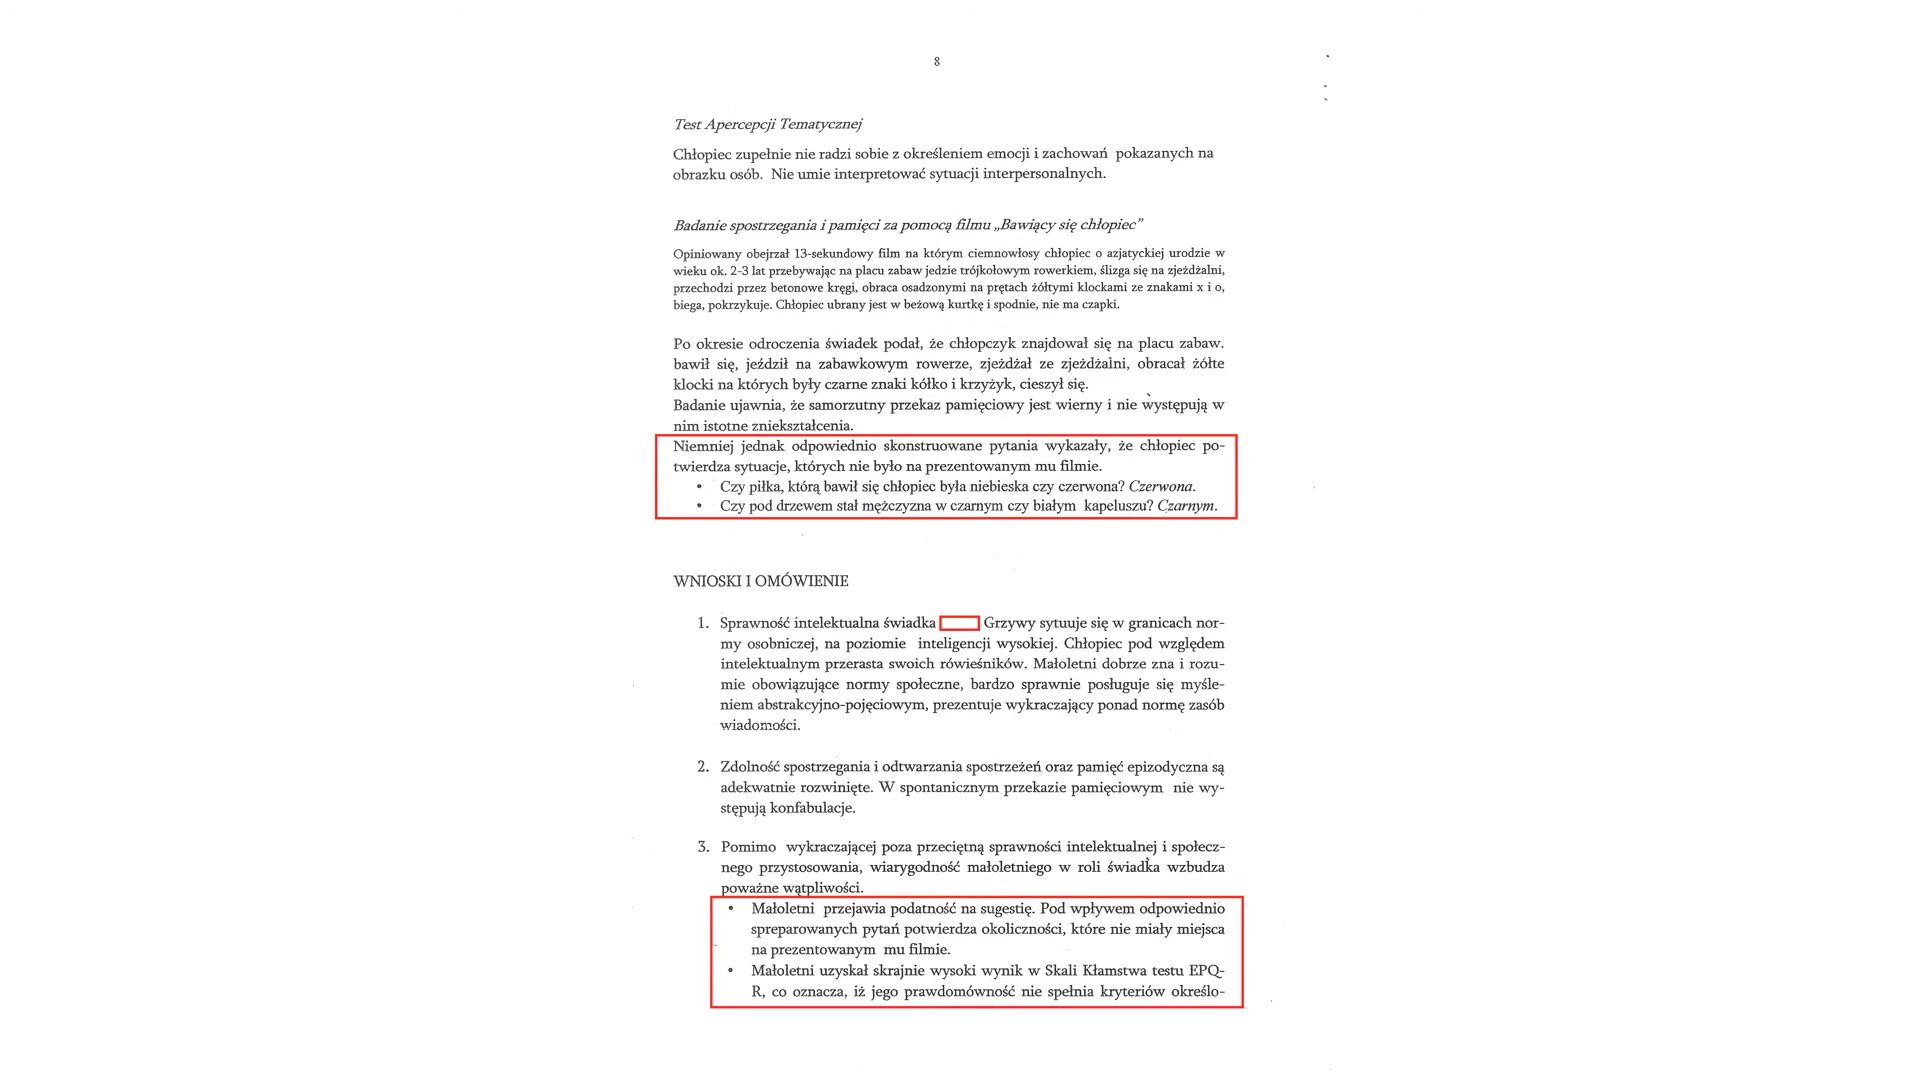 8
Test Apercepcji Tematycznej
Chłopiec zupełnie nie radzi sobie z określeniem emocji i zachowań pokazanych na
obrazku osób. Nie umie interpretować sytuacji interpersonalnych.
Badanie spostrzegania i pamięci za pomocą filmu „Bawiący się chłopiec”
Opiniowany obejrzał 13-sekundowy film na którym ciemnowłosy chłopiec o azjatyckiej urodzie w
wieku ok. 2-3 lat przebywając na placu zabaw jedzie trójkołowym rowerkiem, ślizga się na zjeżdżalni,
przechodzi przez betonowe kręgi, obraca osadzonymi na prętach żółtymi klockami ze znakami x i o,
biega, pokrzykuje. Chłopiec ubrany jest w beżową kurtkę i spodnie, nie ma czapki.
Po okresie odroczenia świadek podał, że chłopczyk znajdował się na placu zabaw.
bawił się, jeździł na zabawkowym rowerze, zjeżdżał ze zjeżdżalni, obracał żółte
klocki na których były czarne znaki kółko i krzyżyk, cieszył się.
Badanie ujawnia, że samorzutny przekaz pamięciowy jest wierny i nie występują w
nim istotne zniekształcenia.
Niemniej jednak odpowiednio skonstruowane pytania wykazały, że chłopiec po-
twierdza sytuacje, których nie było na prezentowanym mu filmie.
• Czy piłka, którą bawił się chłopiec była niebieska czy czerwona? Czerwona.
• Czy pod drzewem stał mężczyzna w czarnym czy białym kapeluszu? Czarnym.
WNIOSKI I OMÓWIENIE
1. Sprawność intelektualna świadka Grzywy sytuuje się w granicach nor-
my osobniczej, na poziomie inteligencji wysokiej. Chłopiec pod względem
intelektualnym przerasta swoich rówieśników. Małoletni dobrze zna i rozu-
mie obowiązujące normy społeczne, bardzo sprawnie posługuje się myśle-
niem abstrakcyjno-pojęciowym, prezentuje wykraczający ponad normę zasób
wiadomości.
2. Zdolność spostrzegania i odtwarzania spostrzeżeń oraz pamięć epizodyczna są
adekwatnie rozwinięte. W spontanicznym przekazie pamięciowym nie wy-
stępują konfabulacje.
3. Pomimo wykraczającej poza przeciętną sprawności intelektualnej i społecz-
nego przystosowania, wiarygodność małoletniego w roli świadka wzbudza
poważne wątpliwości.
• Małoletni przejawia podatność na sugestię. Pod wpływem odpowiednio
spreparowanych pytań potwierdza okoliczności, które nie miały miejsca
na prezentowanym mu filmie.
• Małoletni uzyskał skrajnie wysoki wynik w Skali Kłamstwa testu EPQ-
R, co oznacza, iż jego prawdomówność nie spełnia kryteriów określo-